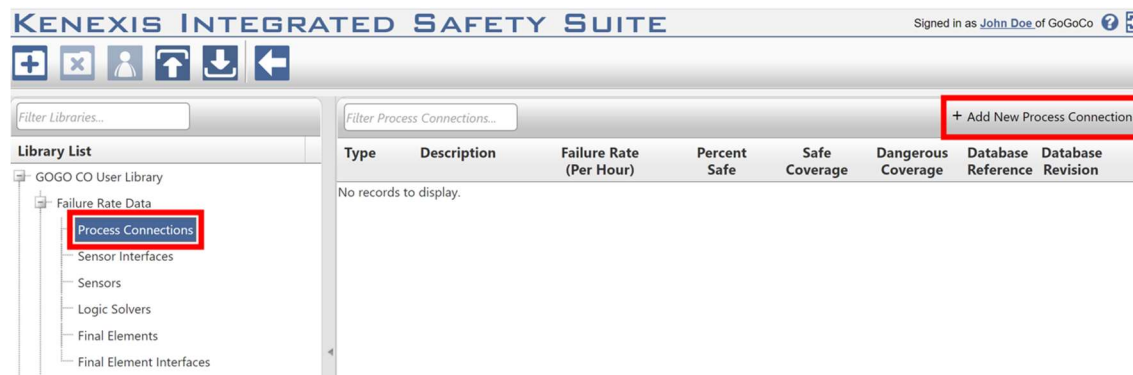 KENEXIS INTEGRATED SAFETY SUITE
Signed in as John Doe of GoGoCo
Filter Libraries...
Library List
GOGO CO User Library
Failure Rate Data
Process Connections
Sensor Interfaces
Sensors
Logic Solvers
Final Elements
Final Element Interfaces
Filter Process Connections...
+ Add New Process Connection
Type Description Failure Rate (Per Hour) Percent Safe Safe Coverage Dangerous Coverage Database Reference Database Revision
No records to display.